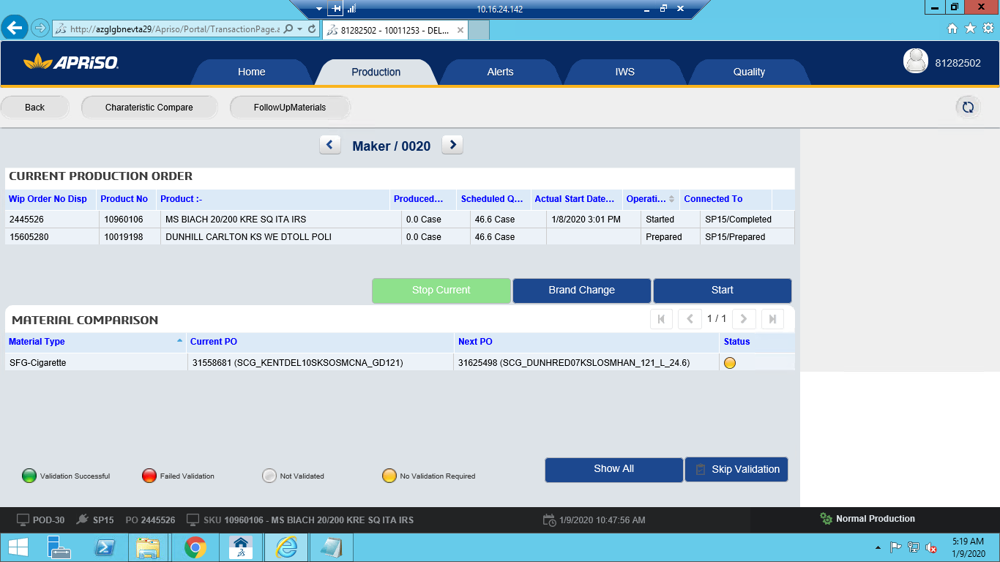 10.16.24.142
http://azglgbnevta29/Apriso/Portal/TransactionPage.a
81282502 - 10011253 - DEL...
APRISO
Home
Production
Alerts
IWS
Quality
81282502
Back
Charateristic Compare
FollowUpMaterials
Maker / 0020
CURRENT PRODUCTION ORDER
Wip Order No Disp Product No Product :- Produced... Scheduled Q... Actual Start Date... Operati... Connected To
2445526 10960106 MS BIACH 20/200 KRE SQ ITA IRS 0.0 Case 46.6 Case 1/8/2020 3:01 PM Started SP15/Completed
15605280 10019198 DUNHILL CARLTON KS WE DTOLL POLI 0.0 Case 46.6 Case Prepared SP15/Prepared
Stop Current
Brand Change
Start
MATERIAL COMPARISON
1 / 1
Material Type Current PO Next PO Status
SFG-Cigarette 31558681 (SCG_KENTDEL10SKSOSMCNA_GD121) 31625498 (SCG_DUNHRED07KSLOSMHAN_121_L_24.6)
Validation Successful
Failed Validation
Not Validated
No Validation Required
Show All
Skip Validation
POD-30 SP15 PO 2445526 SKU 10960106 - MS BIACH 20/200 KRE SQ ITA IRS
1/9/2020 10:47:56 AM
Normal Production
5:19 AM
1/9/2020